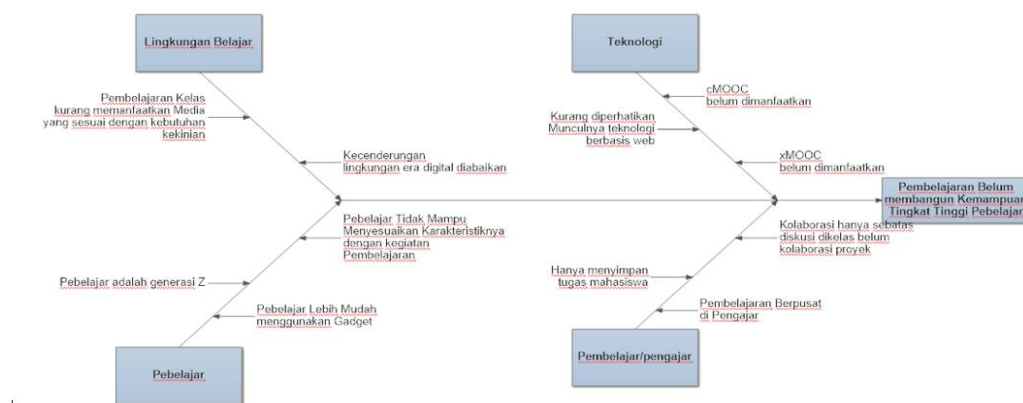 Lingkungan Belajar
Teknologi
Pembelajaran Kelas
kurang memanfaatkan Media
yang sesuai dengan kebutuhan
kekinian
Kecenderungan
lingkungan era digital diabaikan
cMOOC
belum dimanfaatkan
Kurang diperhatikan
Munculnya teknologi
berbasis web
xMOOC
belum dimanfaatkan
Pembelajaran Belum
membangun Kemampuan
Tingkat Tinggi Pebelajar
Pebelajar Tidak Mampu
Menyesuaikan Karakteristiknya
dengan kegiatan
Pembelajaran
Pebelajar adalah generasi Z
Pebelajar Lebih Mudah
menggunakan Gadget
Kolaborasi hanya sebatas
diskusi dikelas belum
kolaborasi proyek
Hanya menyimpan
tugas mahasiswa
Pembelajaran Berpusat
di Pengajar
Pebelajar
Pembelajar/pengajar